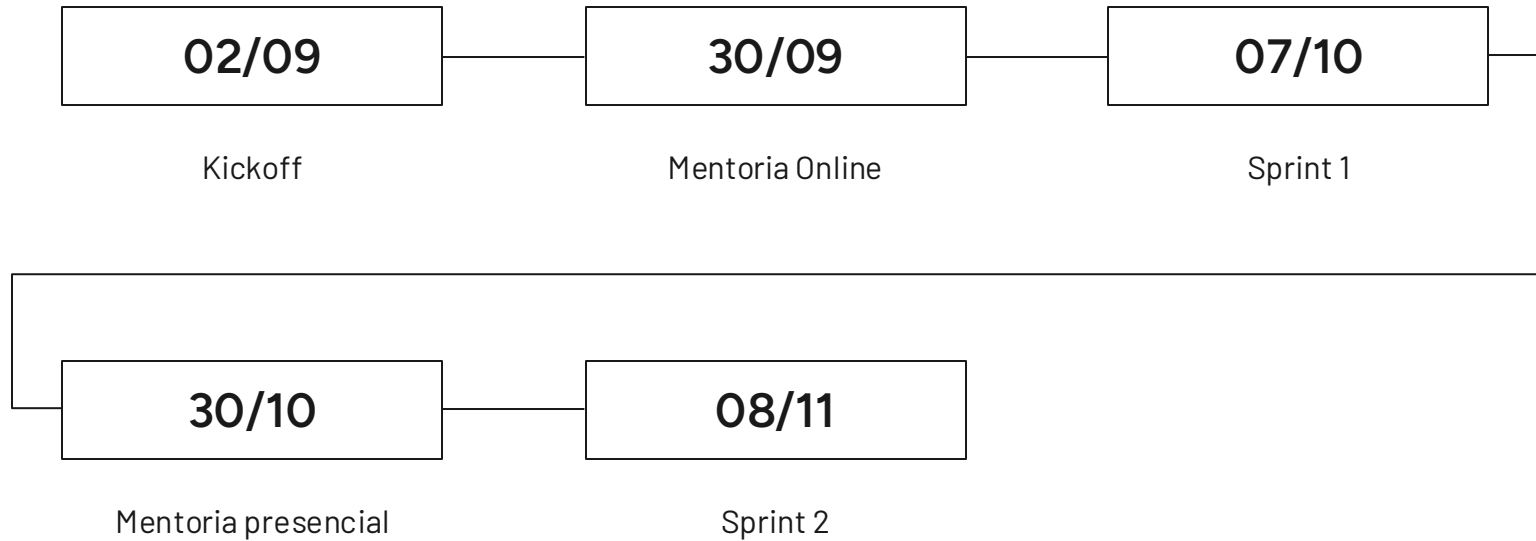 02/09
30/09
07/10
Kickoff
Mentoria Online
Sprint 1
30/10
08/11
Mentoria presencial
Sprint 2